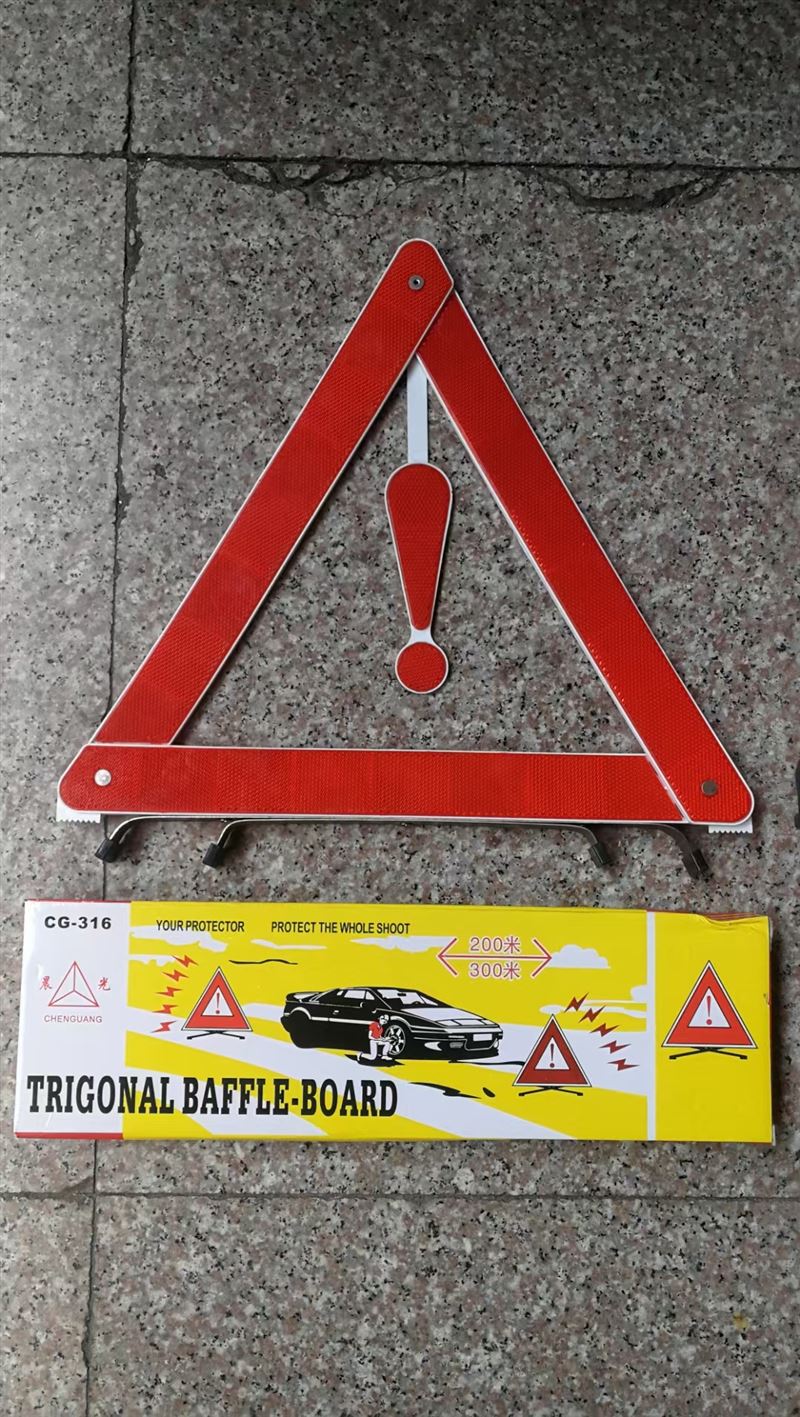 CG-316
YOUR PROTECTOR PROTECT THE WHOLE SHOOT
200米
300米
晨 光
CHENGUANG
TRIGONAL BAFFLE-BOARD